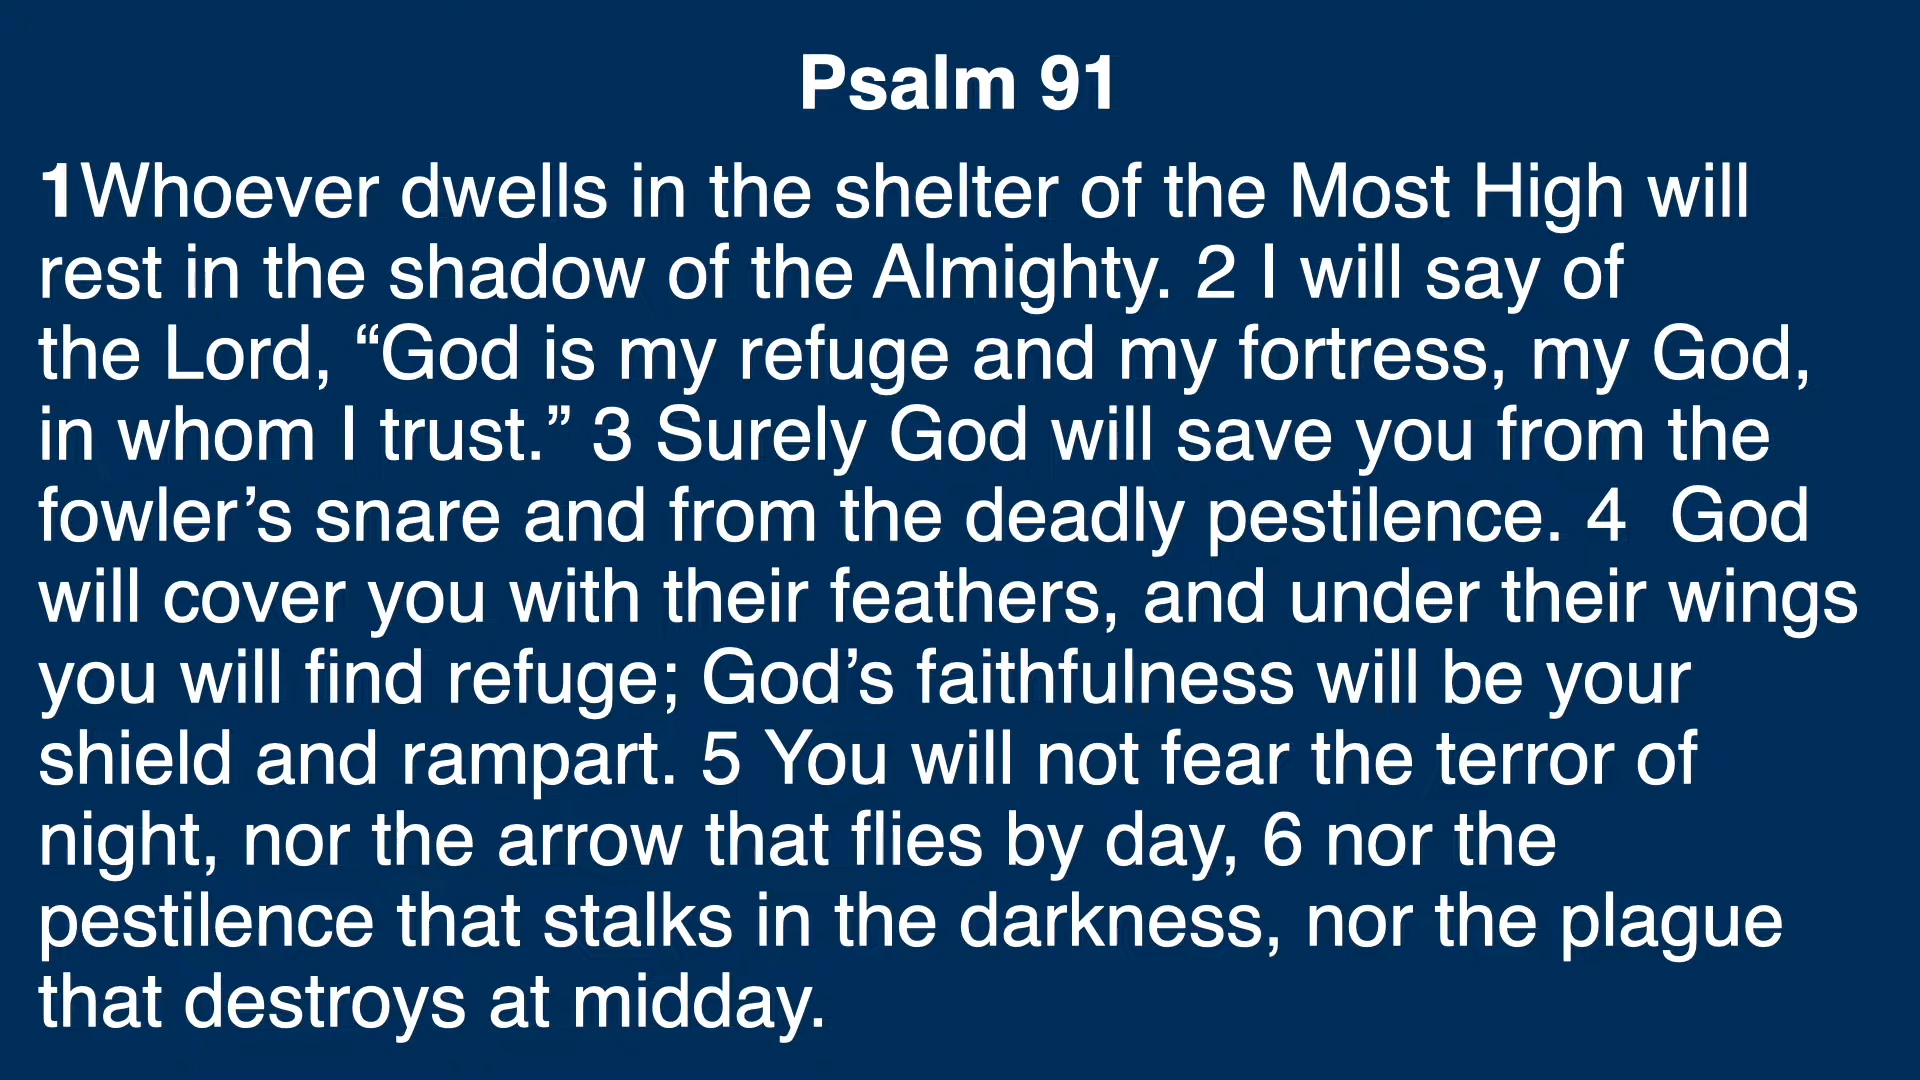 Psalm 91
1Whoever dwells in the shelter of the Most High will
rest in the shadow of the Almighty. 2 I will say of
the Lord, “God is my refuge and my fortress, my God,
in whom I trust.” 3 Surely God will save you from the
fowler’s snare and from the deadly pestilence. 4  God
will cover you with their feathers, and under their wings
you will find refuge; God’s faithfulness will be your
shield and rampart. 5 You will not fear the terror of
night, nor the arrow that flies by day, 6 nor the
pestilence that stalks in the darkness, nor the plague
that destroys at midday.